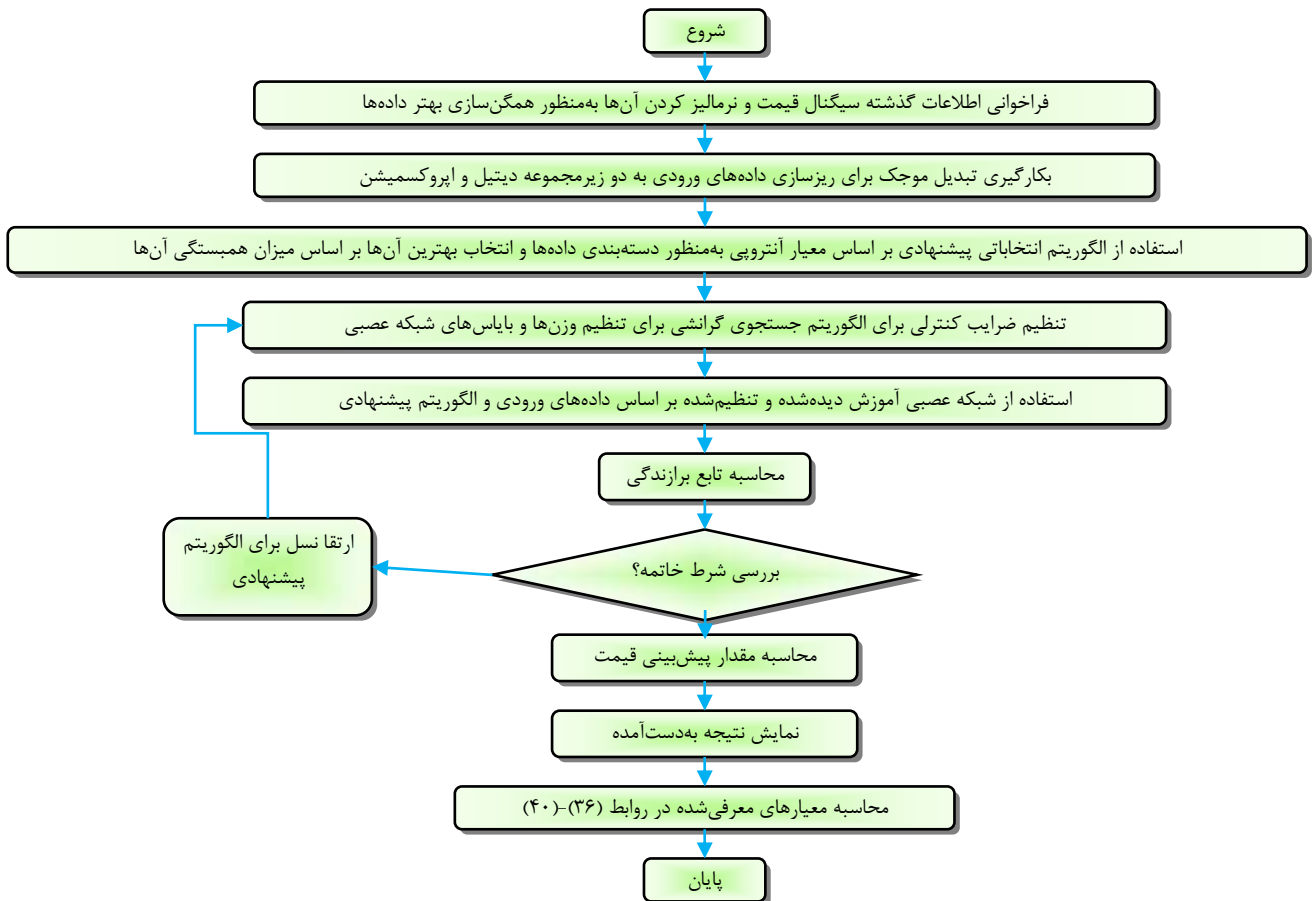 شروع
فراخوانی اطلاعات گذشته سیگنال قیمت و نرمالیز کردن آن‌ها به‌منظور همگن‌سازی بهتر داده‌ها
بکارگیری تبدیل موجک برای ریزسازی داده‌های ورودی به دو زیرمجموعه دیتیل و اپروکسمیشن
استفاده از الگوریتم انتخاباتی پیشنهادی بر اساس معیار آنتروپی به‌منظور دسته‌بندی داده‌ها و انتخاب بهترین آن‌ها بر اساس میزان همبستگی آن‌ها
تنظیم ضرایب کنترلی برای الگوریتم جستجوی گرانشی برای تنظیم وزن‌ها و بایاس‌های شبکه عصبی
استفاده از شبکه عصبی آموزش دیده‌شده و تنظیم‌شده بر اساس داده‌های ورودی و الگوریتم پیشنهادی
محاسبه تابع برازندگی
بررسی شرط خاتمه؟
ارتقا نسل برای الگوریتم
پیشنهادی
محاسبه مقدار پیش‌بینی قیمت
نمایش نتیجه به‌دست‌آمده
محاسبه معیارهای معرفی‌شده در روابط (۳۶)-(۴۰)
پایان